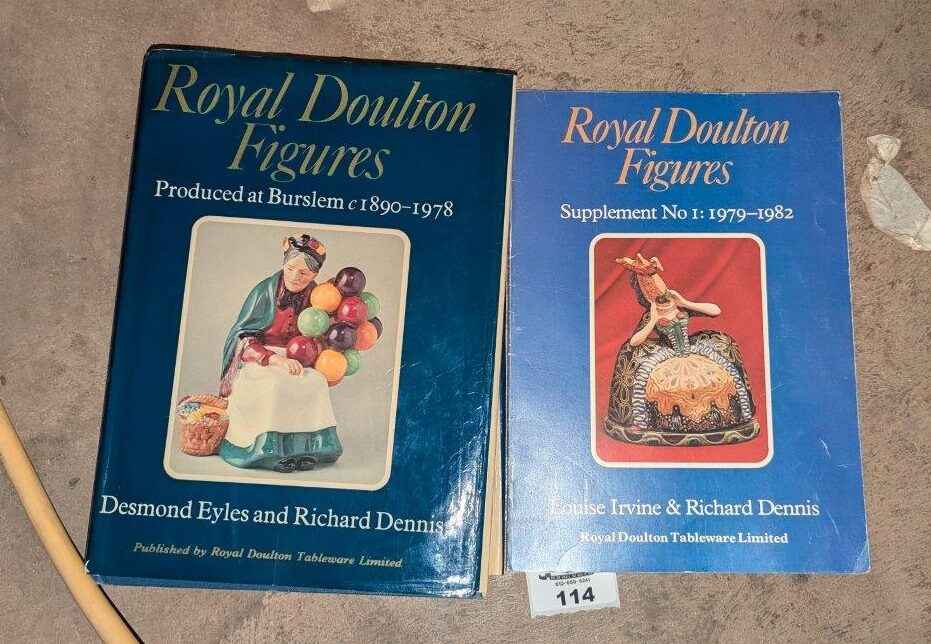 Royal Doulton
Figures
Produced at Burslem c 1890–1978
Desmond Eyles and Richard Dennis
Published by Royal Doulton Tableware Limited
Royal Doulton
Figures
Supplement No 1: 1979–1982
Louise Irvine & Richard Dennis
Royal Doulton Tableware Limited
114